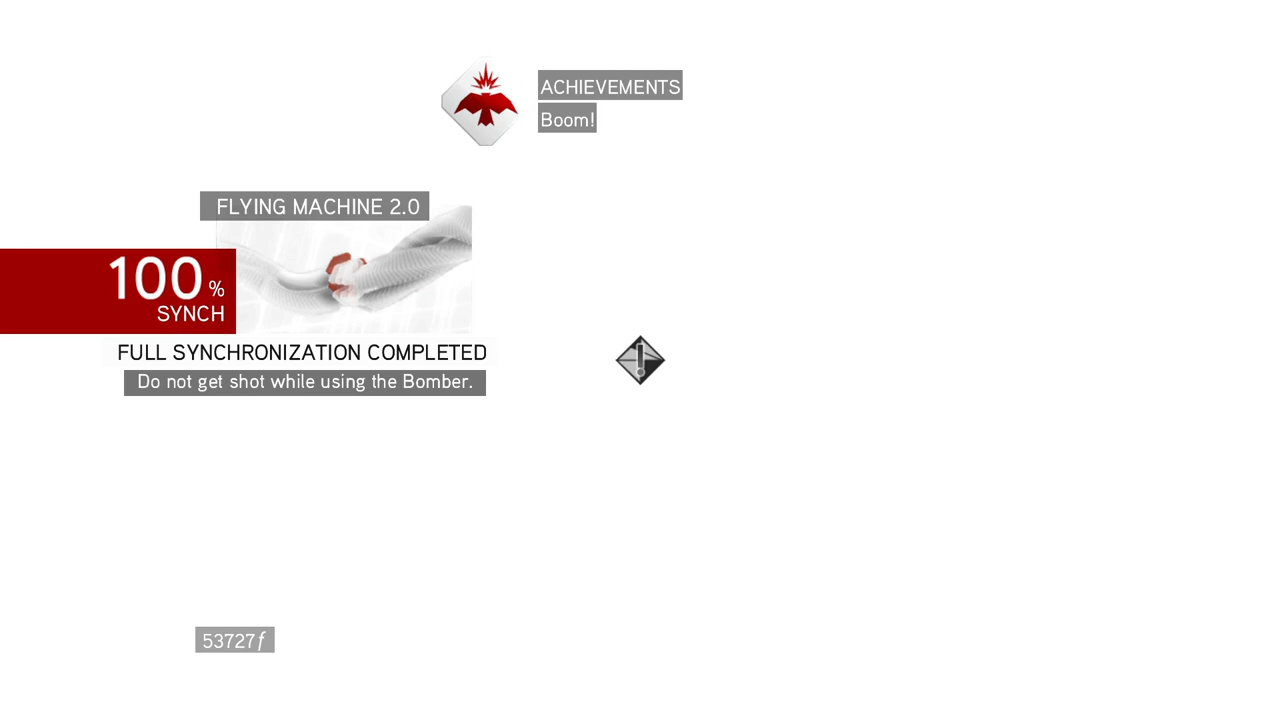 ACHIEVEMENTS
Boom!
FLYING MACHINE 2.0
100 %
SYNCH
FULL SYNCHRONIZATION COMPLETED
Do not get shot while using the Bomber.
53727ƒ